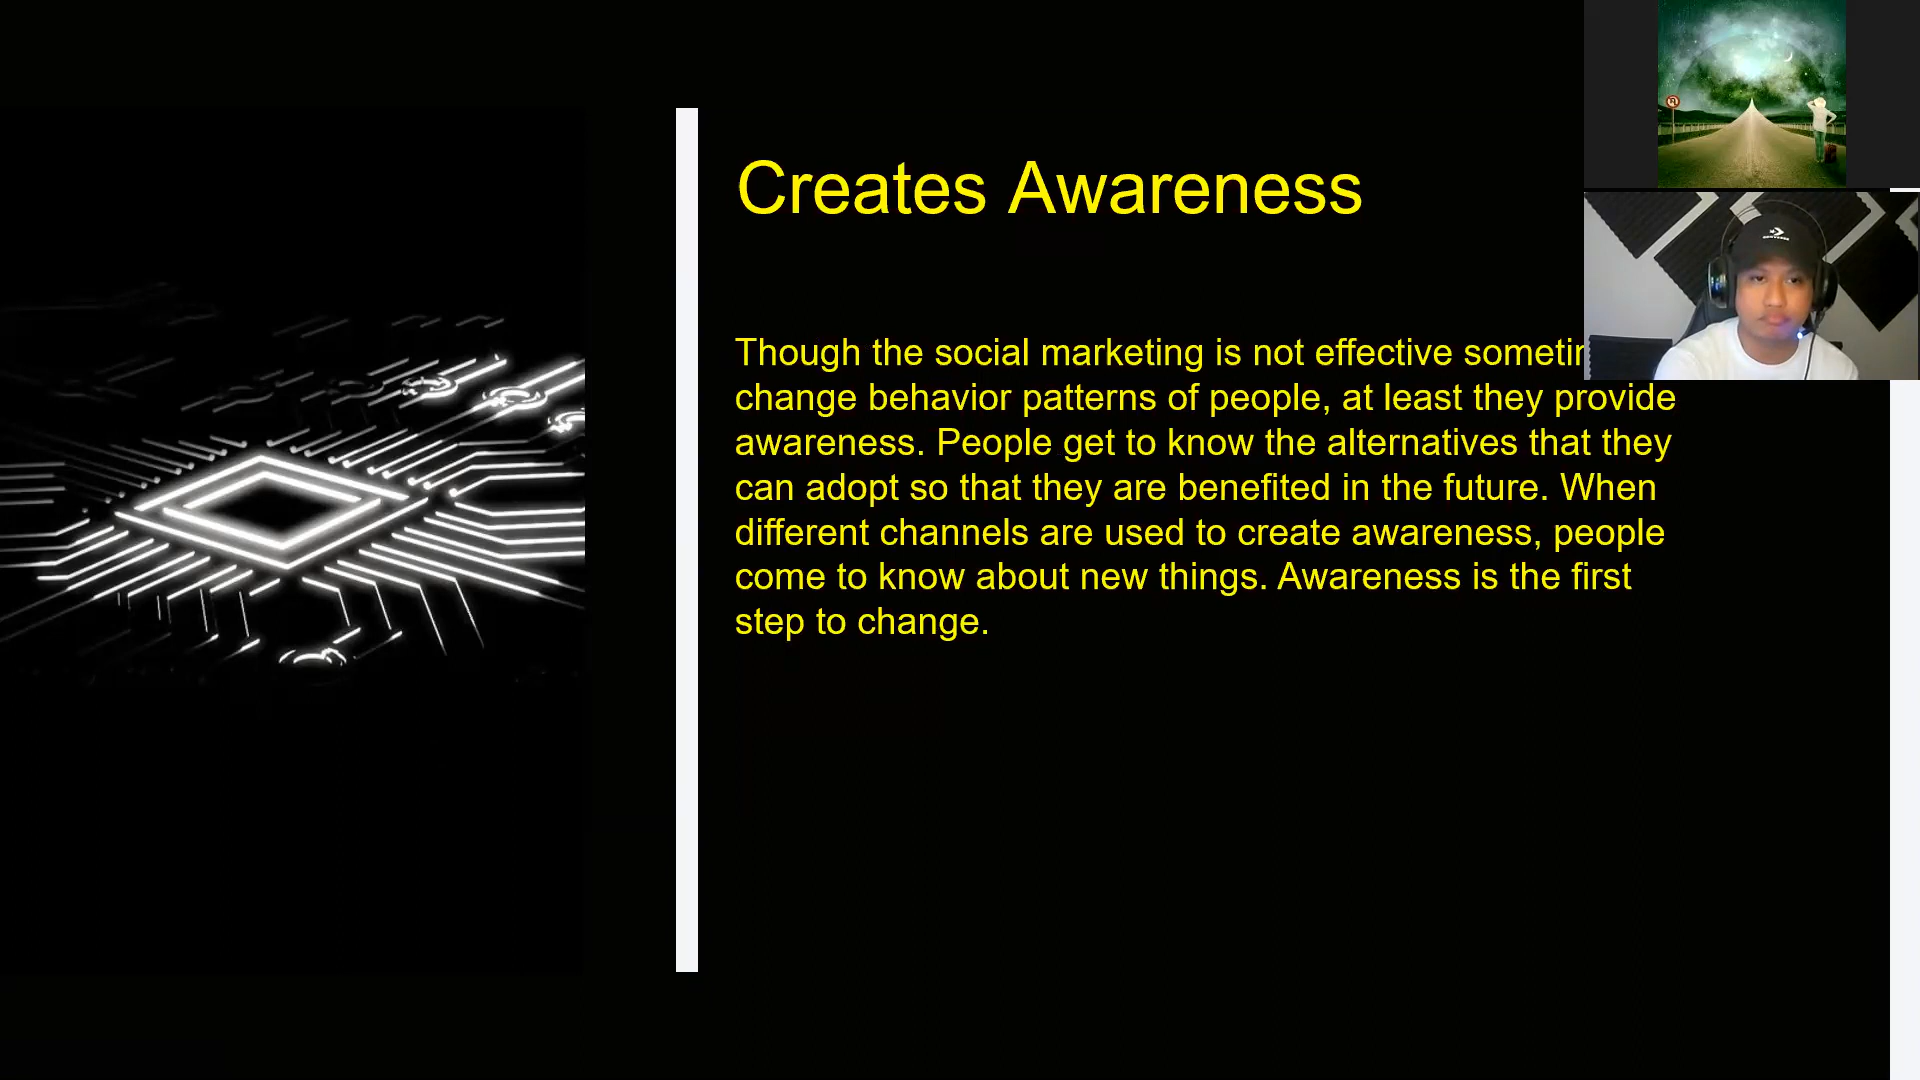 Creates Awareness
Though the social marketing is not effective
change behavior patterns of people, at least they provide
awareness. People get to know the alternatives that they
can adopt so that they are benefited in the future. When
different channels are used to create awareness, people
come to know about new things. Awareness is the first
step to change.
CONVERSE